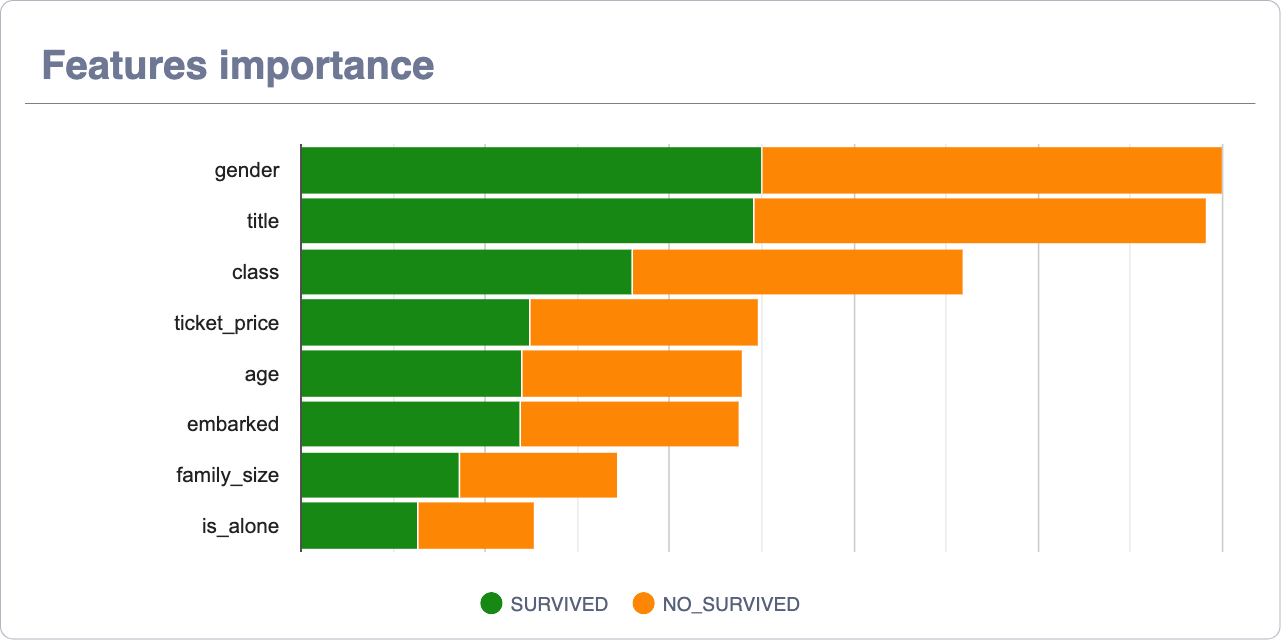 Features importance
gender
title
class
ticket_price
age
embarked
family_size
is_alone
SURVIVED NO_SURVIVED